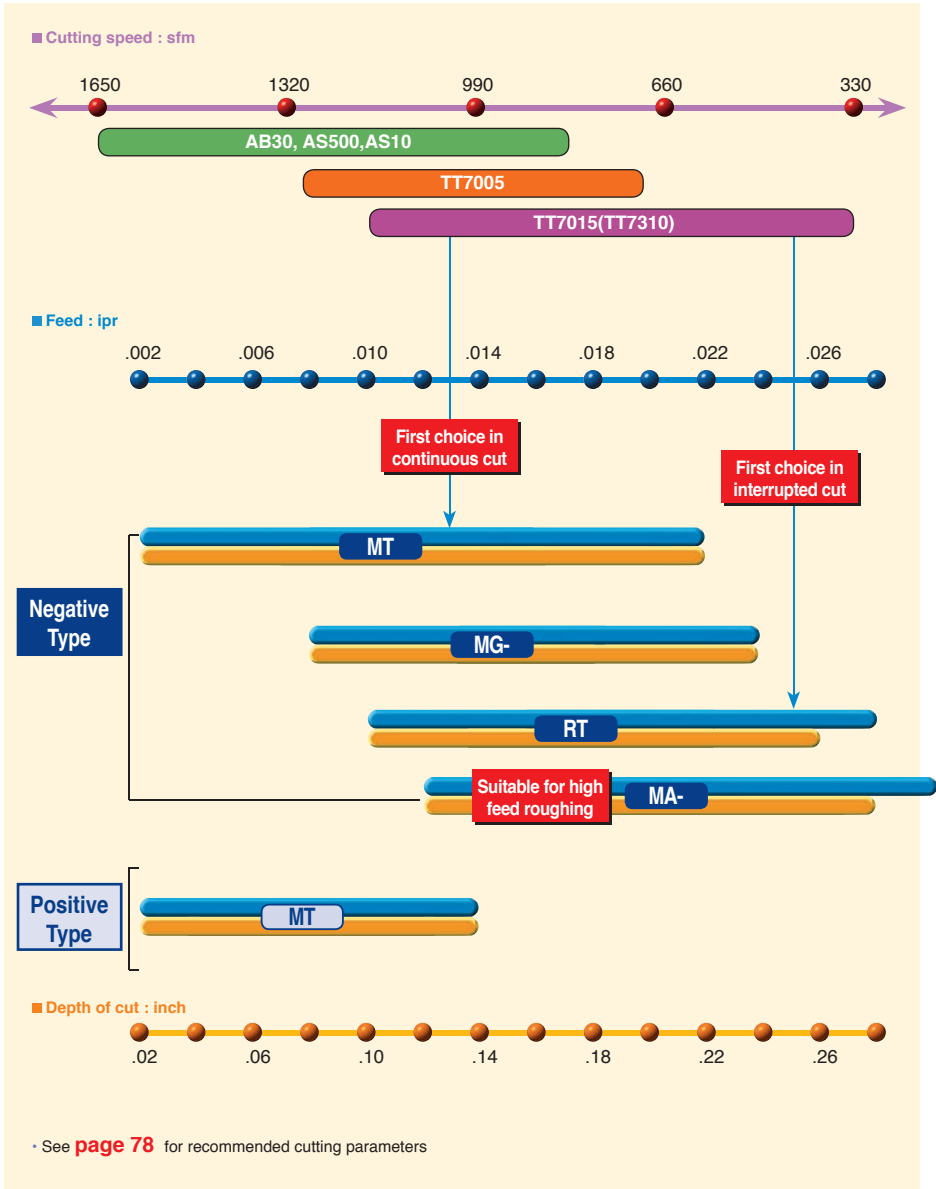 Cutting speed : sfm
1650 1320 990 660 330
AB30, AS500,AS10
TT7005
TT7015(TT7310)
Feed : ipr
.002 .006 .010 .014 .018 .022 .026
First choice in
continuous cut
First choice in
interrupted cut
MT
Negative
Type
MG-
RT
Suitable for high
feed roughing
MA-
Positive
Type
MT
Depth of cut : inch
.02 .06 .10 .14 .18 .22 .26
• See page 78 for recommended cutting parameters